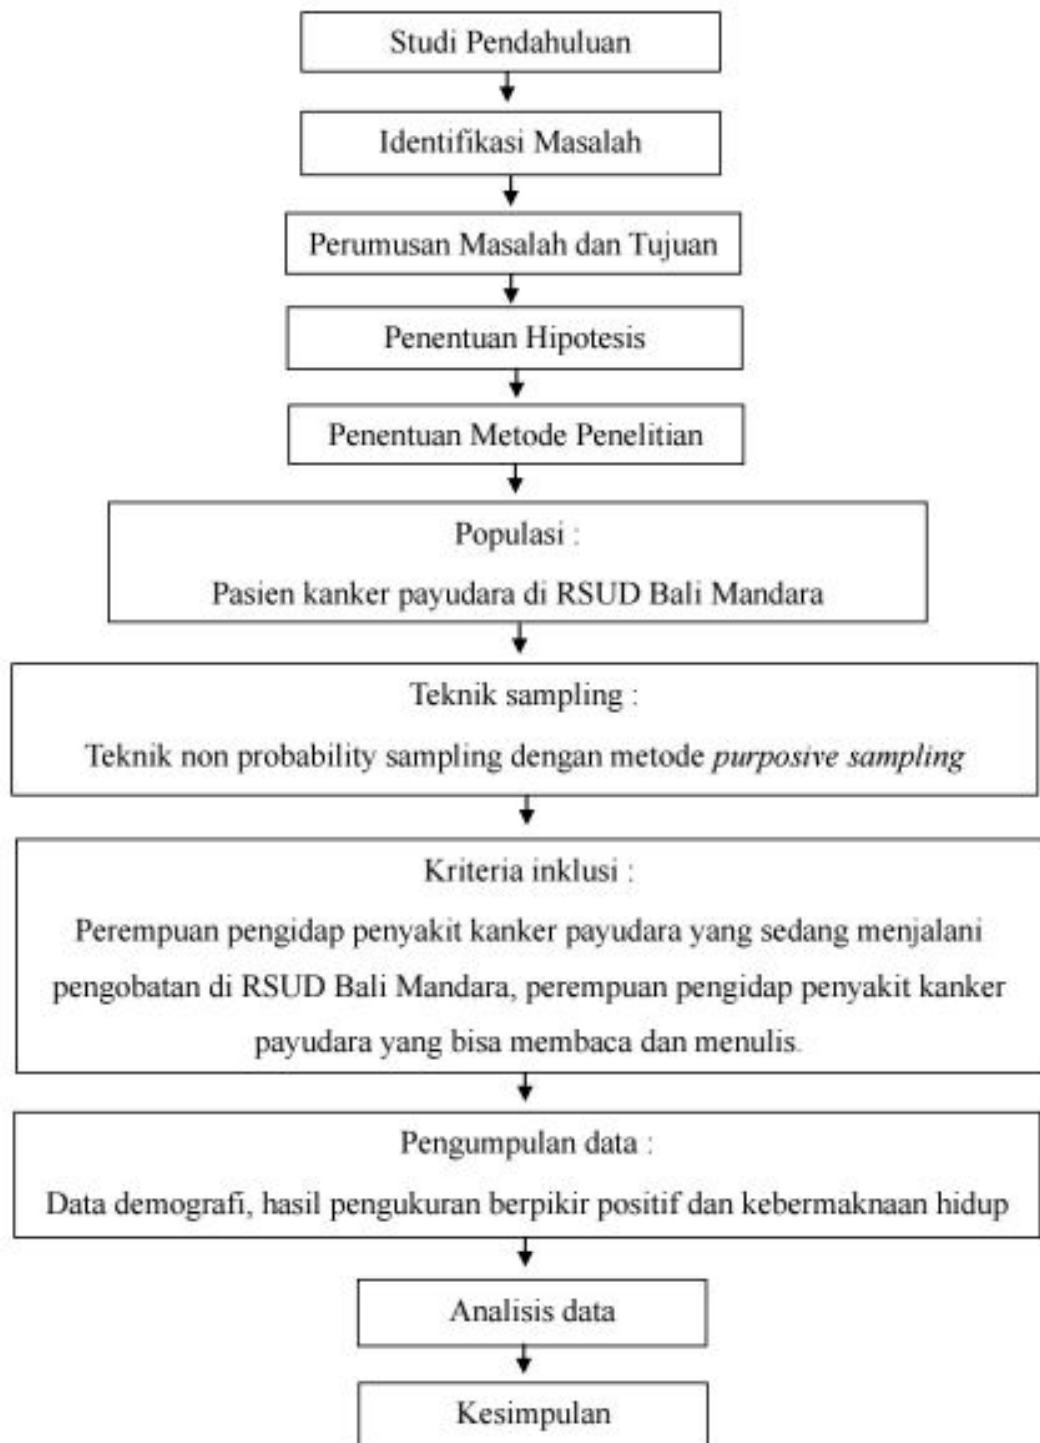 Studi Pendahuluan
Identifikasi Masalah
Perumusan Masalah dan Tujuan
Penentuan Hipotesis
Penentuan Metode Penelitian
Populasi :
Pasien kanker payudara di RSUD Bali Mandara
Teknik sampling :
Teknik non probability sampling dengan metode purposive sampling
Kriteria inklusi :
Perempuan pengidap penyakit kanker payudara yang sedang menjalani
pengobatan di RSUD Bali Mandara, perempuan pengidap penyakit kanker
payudara yang bisa membaca dan menulis.
Pengumpulan data :
Data demografi, hasil pengukuran berpikir positif dan kebermaknaan hidup
Analisis data
Kesimpulan